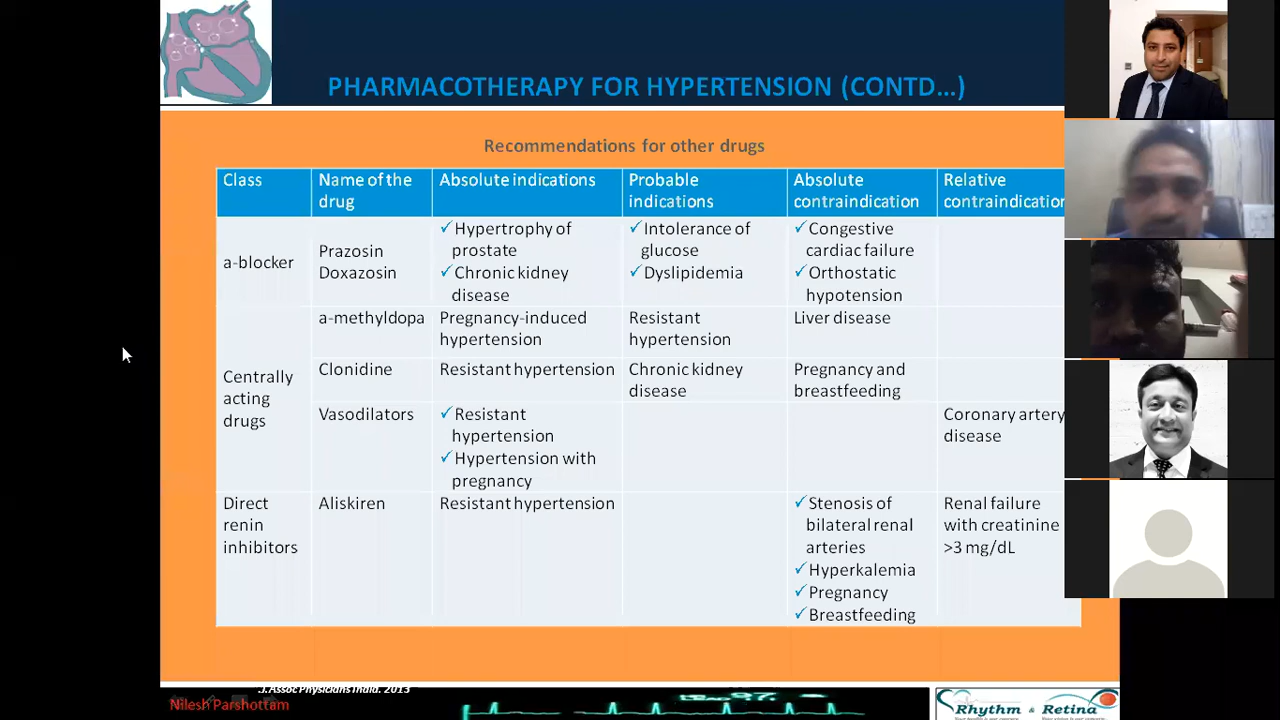 PHARMACOTHERAPY FOR HYPERTENSION (CONTD...)
Recommendations for other drugs
Class
Name of the
drug
Absolute indications
Probable
indications
Absolute
contraindication
Relative
contraindication
a-blocker
Prazosin
Doxazosin
✓Hypertrophy of
prostate
✓Chronic kidney
disease
✓Intolerance of
glucose
✓Dyslipidemia
✓Congestive
cardiac failure
✓Orthostatic
hypotension
Centrally
acting
drugs
a-methyldopa
Pregnancy-induced
hypertension
Resistant
hypertension
Liver disease
Clonidine
Resistant hypertension
Chronic kidney
disease
Pregnancy and
breastfeeding
Vasodilators
✓Resistant
hypertension
✓Hypertension with
pregnancy
Coronary artery
disease
Direct
renin
inhibitors
Aliskiren
Resistant hypertension
✓Stenosis of
bilateral renal
arteries
✓Hyperkalemia
✓Pregnancy
✓Breastfeeding
Renal failure
with creatinine
>3 mg/dL
.J.Assoc Physicians India. 2013
Nilesh Parshottam
Rhythm & Retina